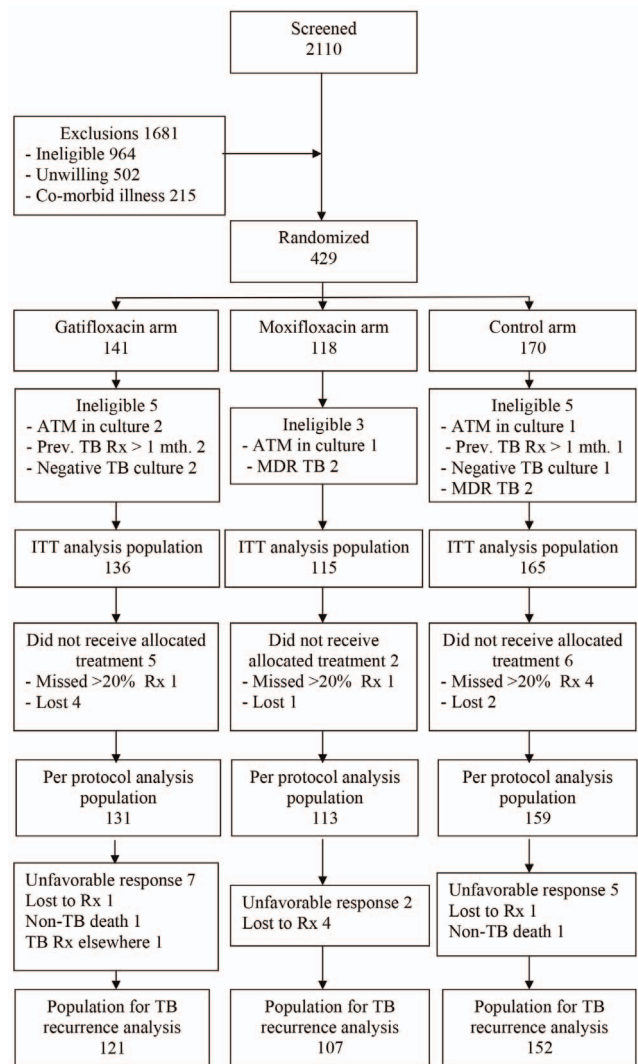 Screened
2110
Exclusions 1681
- Ineligible 964
- Unwilling 502
- Co-morbid illness 215
Randomized
429
Gatifloxacin arm
141
Moxifloxacin arm
118
Control arm
170
Ineligible 5
- ATM in culture 2
- Prev. TB Rx > 1 mth. 2
- Negative TB culture 2
Ineligible 3
- ATM in culture 1
- MDR TB 2
Ineligible 5
- ATM in culture 1
- Prev. TB Rx > 1 mth. 1
- Negative TB culture 1
- MDR TB 2
ITT analysis population
136
ITT analysis population
115
ITT analysis population
165
Did not receive allocated
treatment 5
- Missed >20% Rx 1
- Lost 4
Did not receive
allocated treatment 2
- Missed >20% Rx 1
- Lost 1
Did not receive allocated
treatment 6
- Missed >20% Rx 4
- Lost 2
Per protocol analysis
population
131
Per protocol analysis
population
113
Per protocol analysis
population
159
Unfavorable response 7
Lost to Rx 1
Non-TB death 1
TB Rx elsewhere 1
Unfavorable response 2
Lost to Rx 4
Unfavorable response 5
Lost to Rx 1
Non-TB death 1
Population for TB
recurrence analysis
121
Population for TB
recurrence analysis
107
Population for TB
recurrence analysis
152